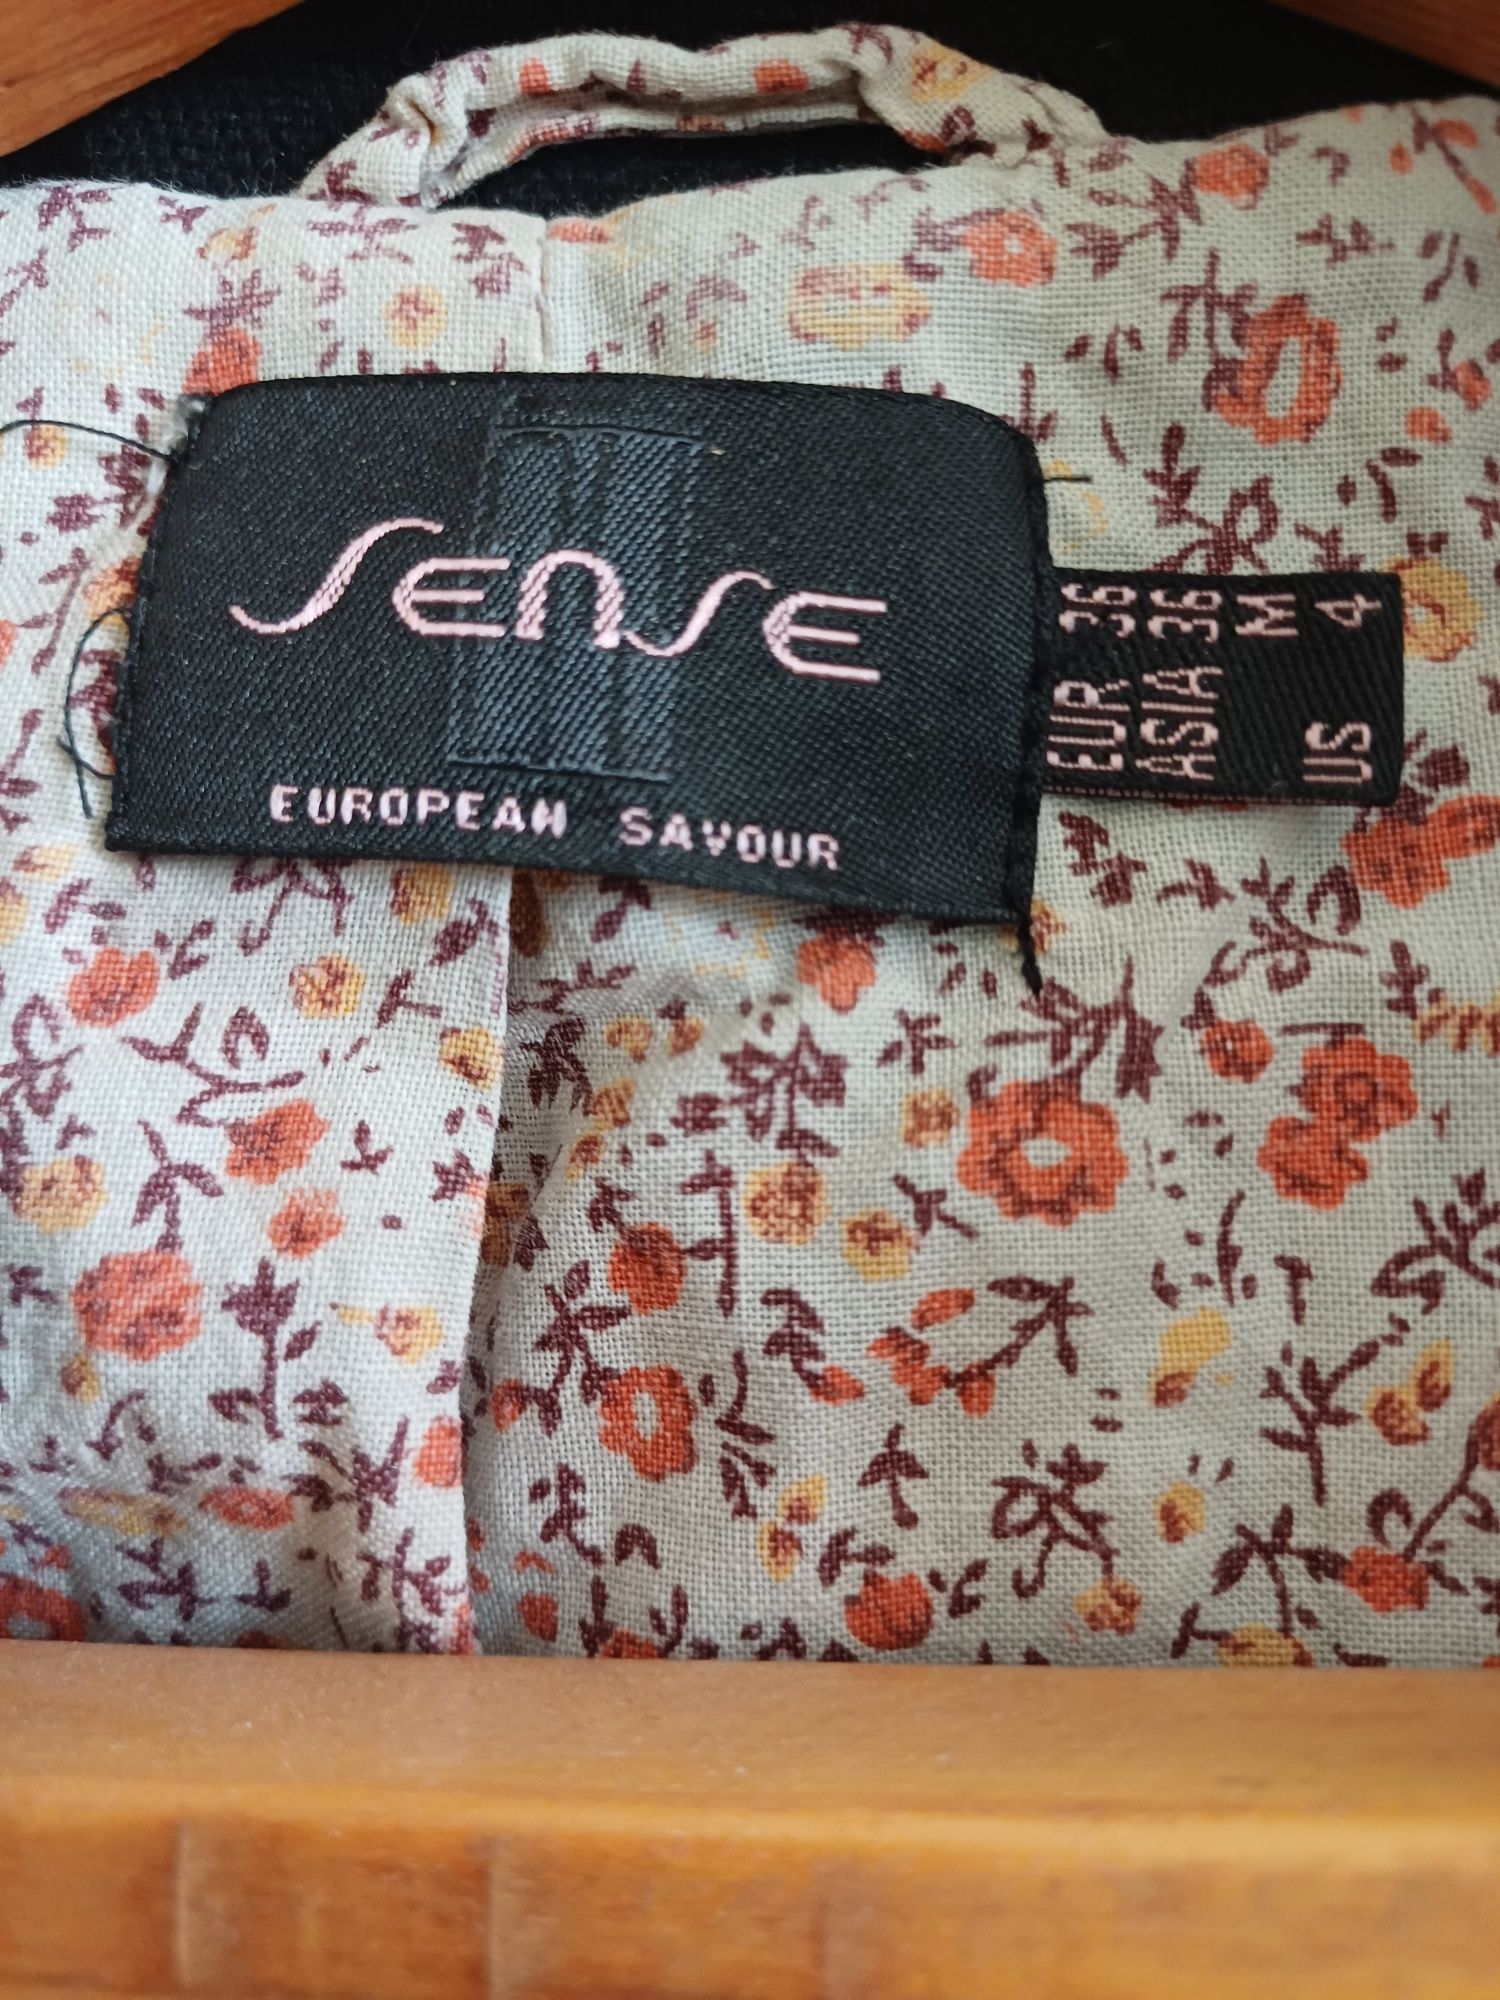 SENSE
EUROPEAN SAVOUR
EUR 36
ASIA 36
M
US 4